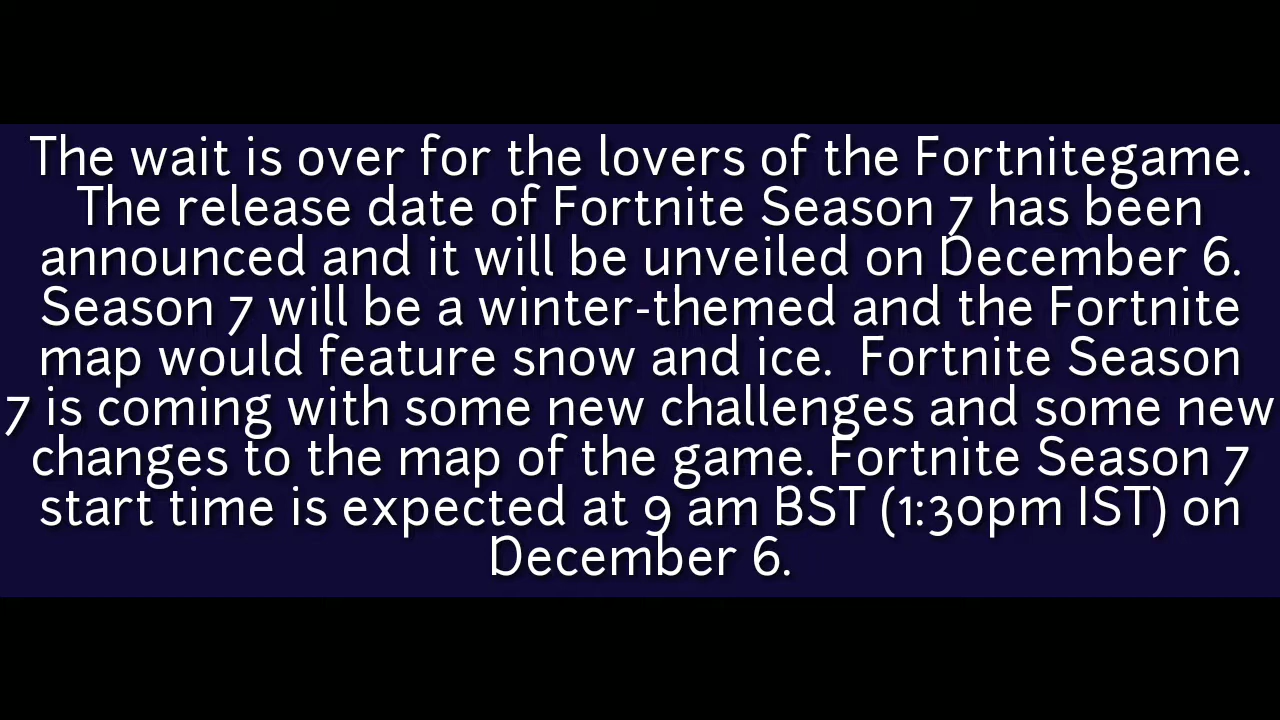 The wait is over for the lovers of the Fortnitegame.
The release date of Fortnite Season 7 has been
announced and it will be unveiled on December 6.
Season 7 will be a winter-themed and the Fortnite
map would feature snow and ice.  Fortnite Season
7 is coming with some new challenges and some new
changes to the map of the game. Fortnite Season 7
start time is expected at 9 am BST (1:30pm IST) on
December 6.